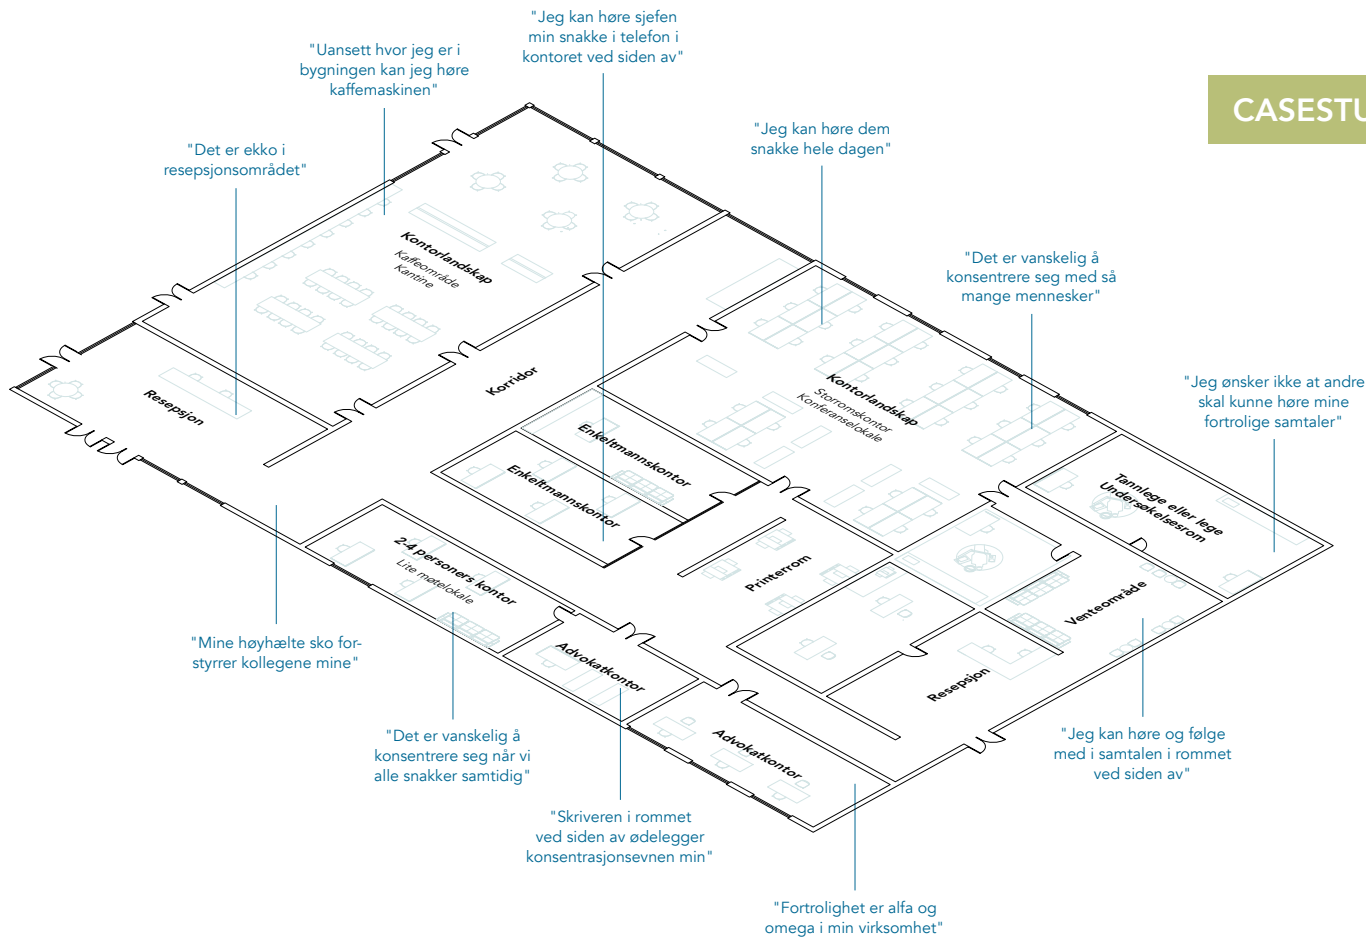 "Jeg kan høre sjefen
min snakke i telefon i
kontoret ved siden av"
"Uansett hvor jeg er i
bygningen kan jeg høre
kaffemaskinen"
CASESTU
"Jeg kan høre dem
snakke hele dagen"
"Det er ekko i
resepsjonsområdet"
Kontorlandskap
Kaffeområde
Kantine
"Det er vanskelig å
konsentrere seg med så
mange mennesker"
Korridor
Resepsjon
Kontorlandskap
Storromskontor
Konferanselokale
"Jeg ønsker ikke at andre
skal kunne høre mine
fortrolige samtaler"
Enkeltmannskontor
Enkeltmannskontor
Tannlege eller lege
Undersøkelsesrom
2-4 personers kontor
Lite møtelokale
Printerrom
Venteområde
"Mine høyhælte sko for-
styrrer kollegene mine"
Advokatkontor
Resepsjon
"Det er vanskelig å
konsentrere seg når vi
alle snakker samtidig"
Advokatkontor
"Jeg kan høre og følge
med i samtalen i rommet
ved siden av"
"Skriveren i rommet
ved siden av ødelegger
konsentrasjonsevnen min"
"Fortrolighet er alfa og
omega i min virksomhet"